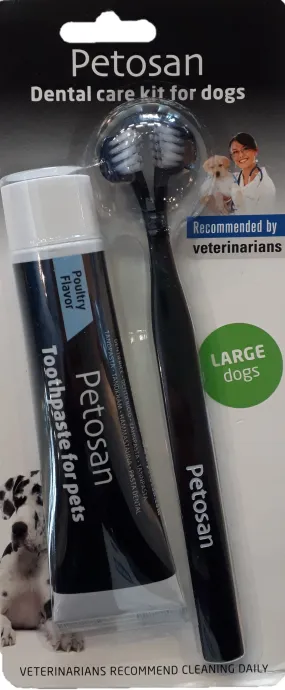 Petosan
Dental care kit for dogs
Recommended by
veterinarians
Poultry
Flavor
Petosan
Toothpaste for pets
LARGE
dogs
Petosan
VETERINARIANS RECOMMEND CLEANING DAILY